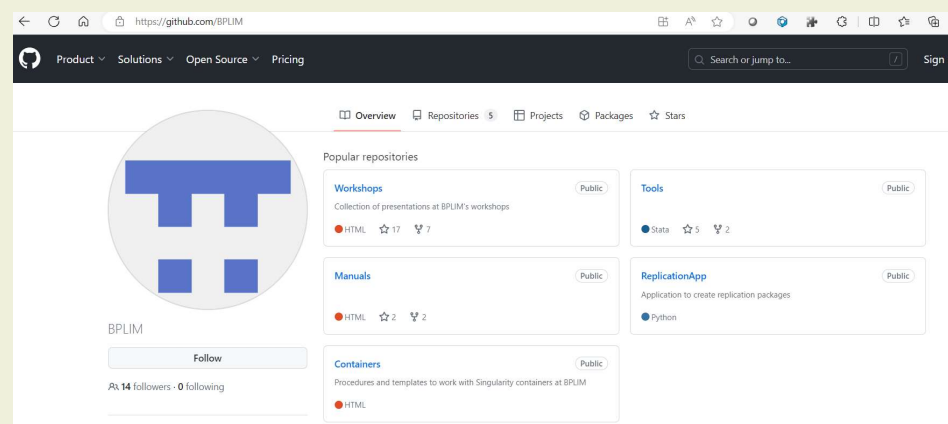 https://github.com/BPLIM
Product Solutions Open Source Pricing
Search or jump to... /
Sign
Overview Repositories 5 Projects Packages Stars
Popular repositories
Workshops Public
Collection of presentations at BPLIM's workshops
HTML 17 7
Tools Public
Stata 5 2
Manuals Public
HTML 2 2
ReplicationApp Public
Application to create replication packages
Python
Containers Public
Procedures and templates to work with Singularity containers at BPLIM
HTML
BPLIM
Follow
14 followers · 0 following